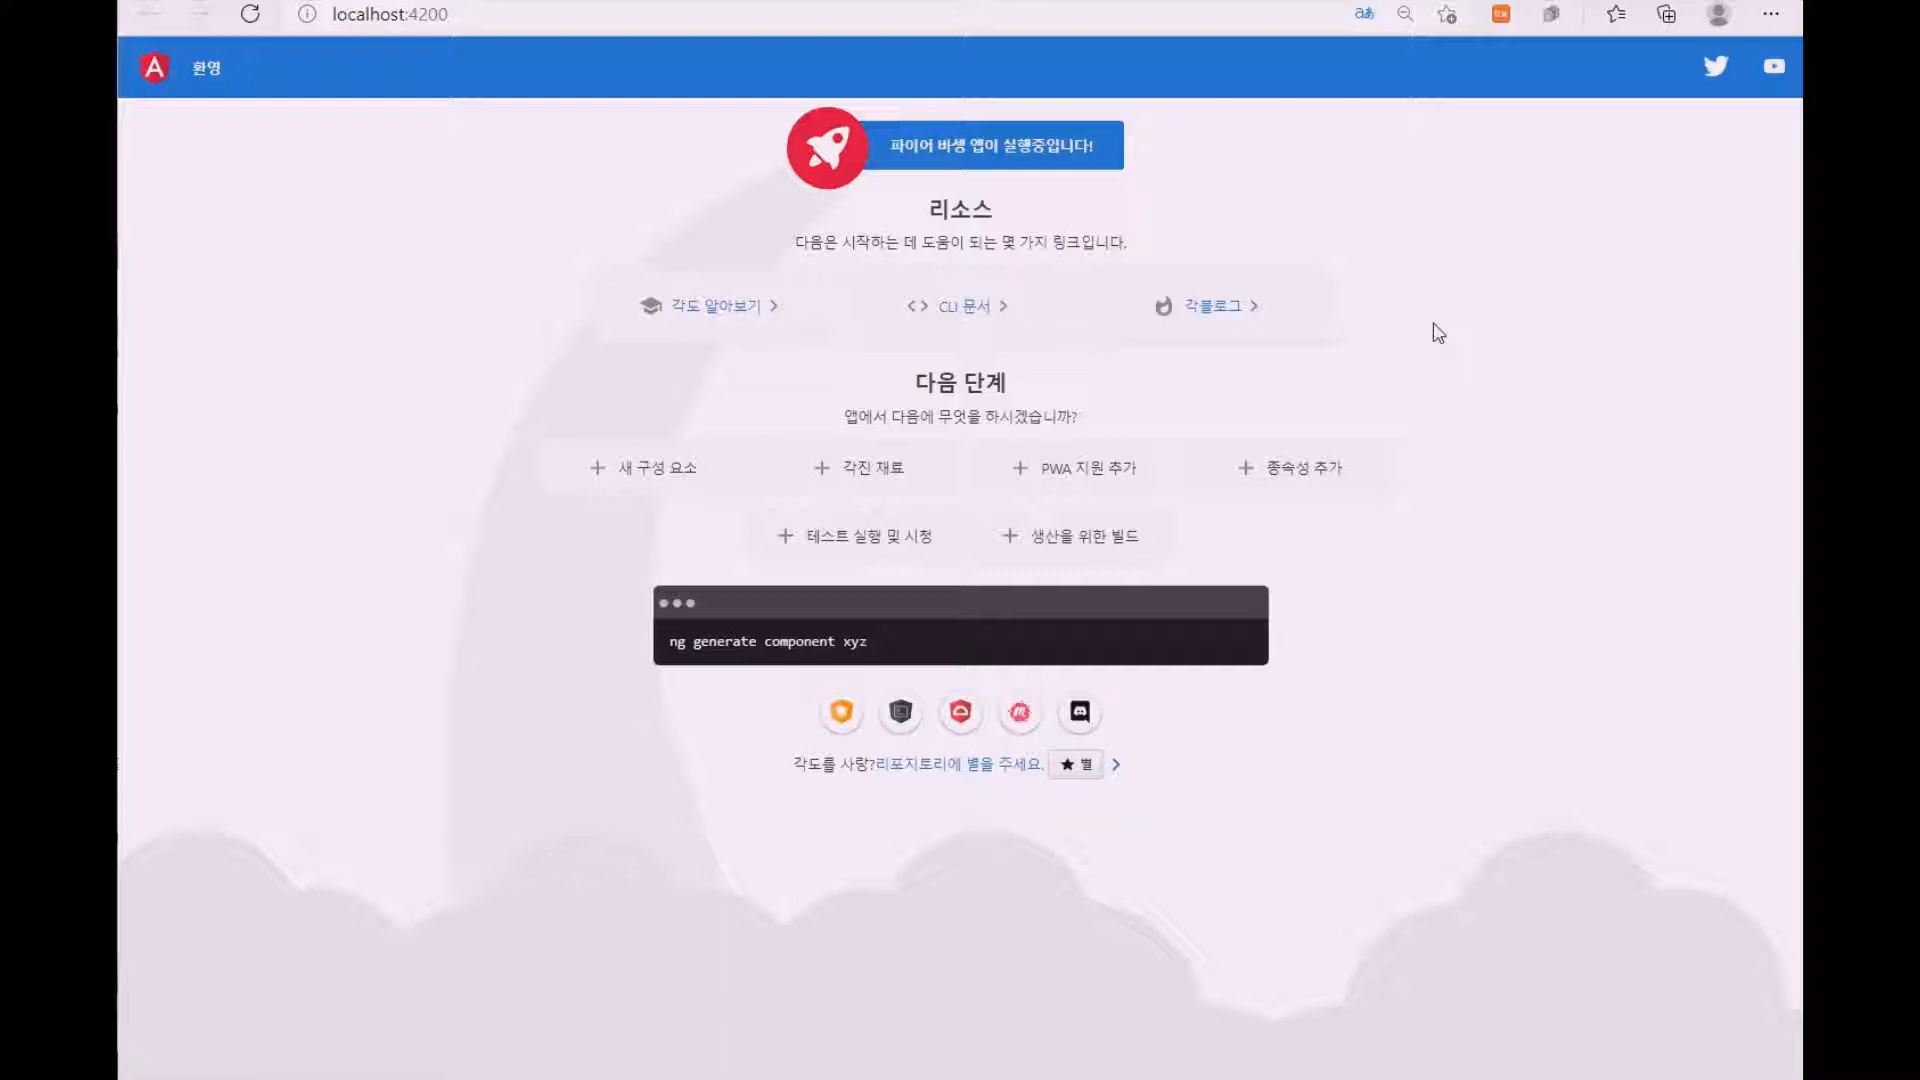 localhost:4200
환영
파이어 바셍 앱이 실행중입니다!
리소스
다음은 시작하는 데 도움이 되는 몇 가지 링크입니다.
각도 알아보기
CLI 문서
각블로그
다음 단계
앱에서 다음에 무엇을 하시겠습니까?
새 구성 요소
각진 재료
PWA 지원 추가
종속성 추가
테스트 실행 및 시청
생산을 위한 빌드
ng generate component xyz
각도를 사랑?리포지토리에 별을 주세요. 별